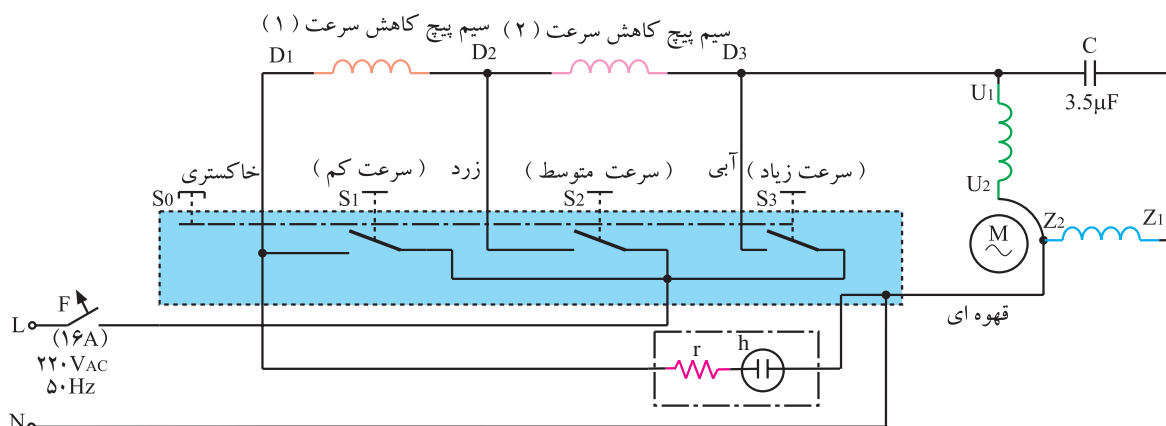 سیم پیچ کاهش سرعت (۱)
سیم پیچ کاهش سرعت (۲)
D1
D2
D3
C
3.5μF
U1
U2
خاکستری
(سرعت کم)
زرد
(سرعت متوسط)
آبی
(سرعت زیاد)
S0
S1
S2
S3
M
Z2
Z1
قهوه ای
F
L
(۱۶A)
۲۲۰VAC
۵۰Hz
r
h
N